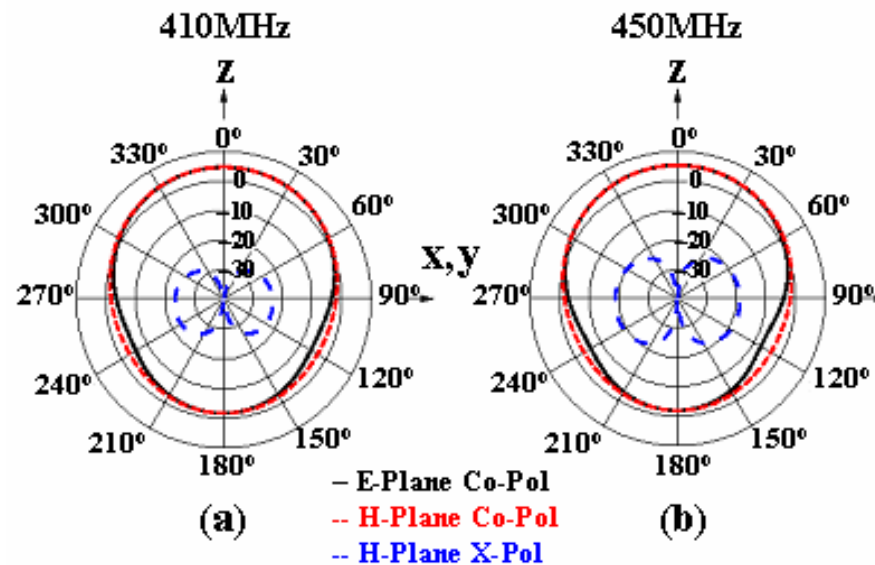 410MHz
z
0°
330° 30°
0
300° 60°
-10
-20
30
270° 90°
x,y
240° 120°
210° 150°
180°
(a)
450MHz
z
0°
330° 30°
0
300° 60°
-10
-20
30
270° 90°
240° 120°
210° 150°
180°
(b)
– E-Plane Co-Pol
-- H-Plane Co-Pol
-- H-Plane X-Pol